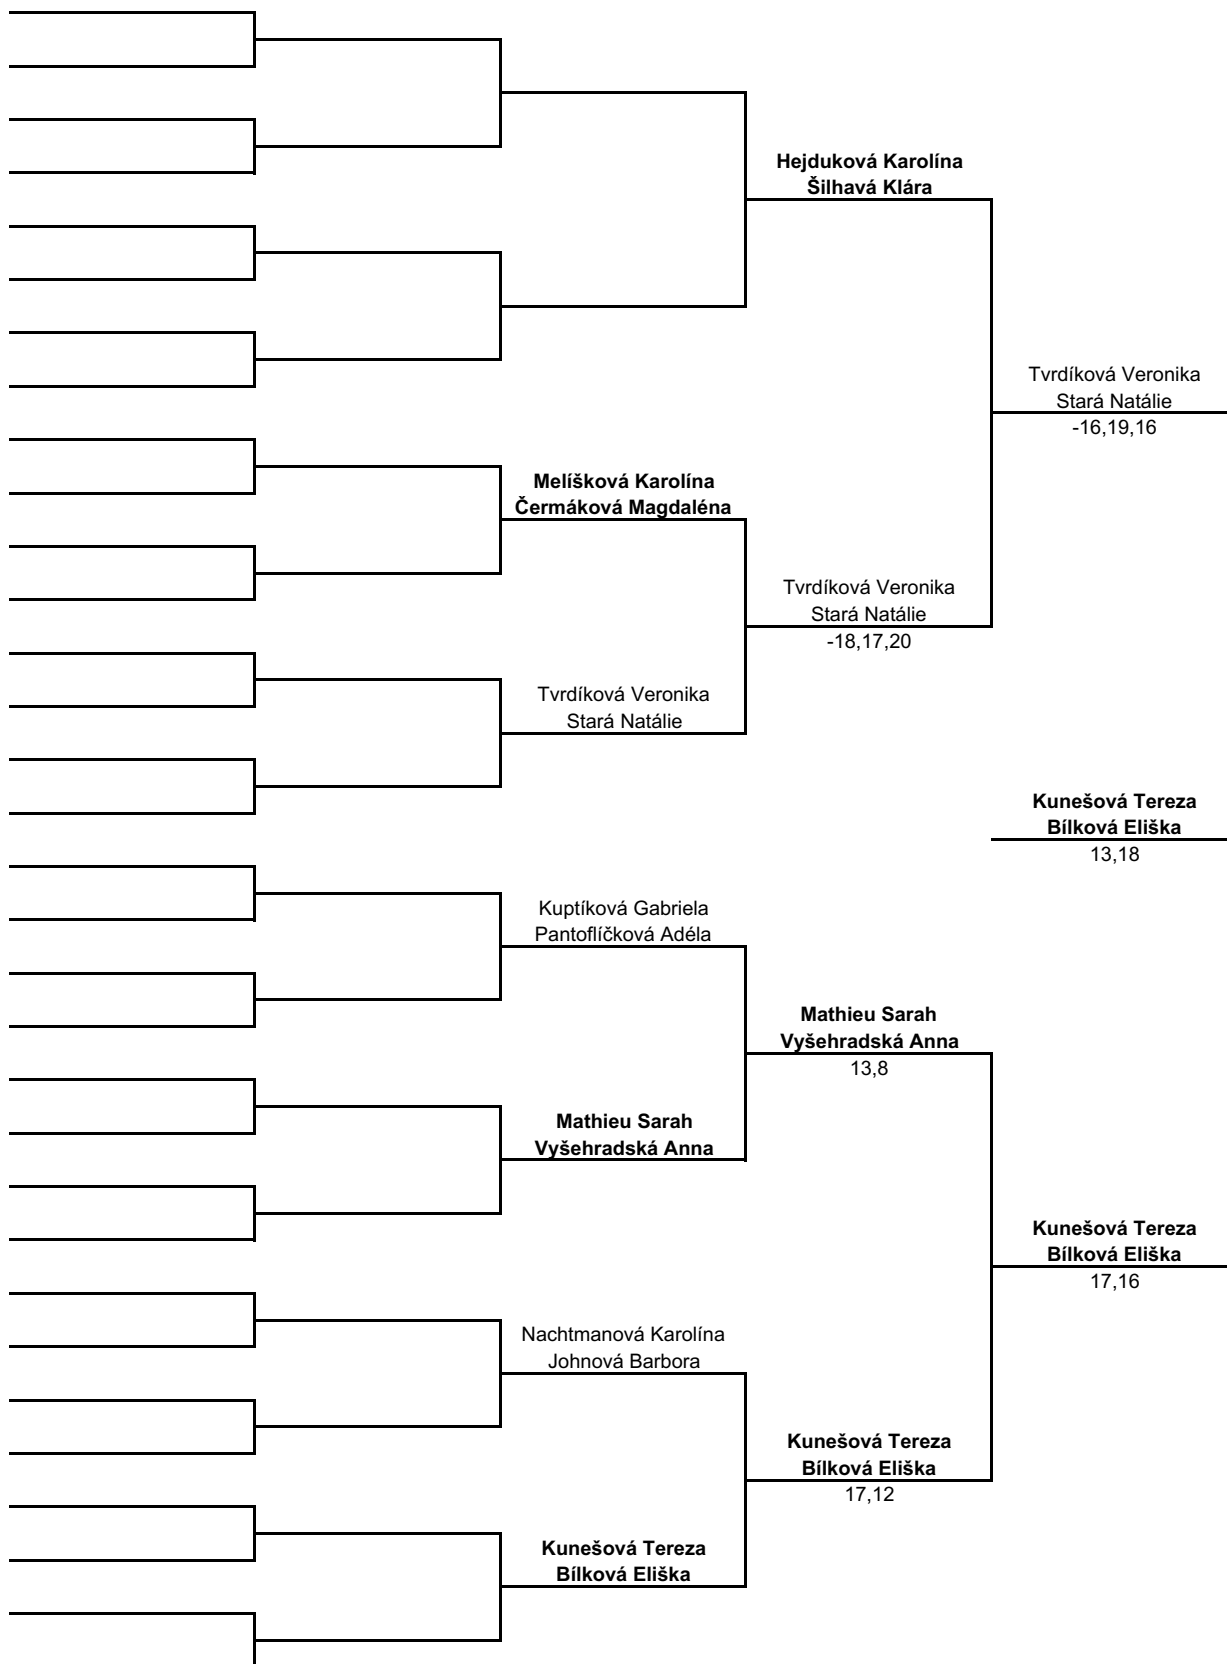 Hejduková Karolína
Šilhavá Klára
Tvrdíková Veronika
Stará Natálie
-16,19,16
Melíšková Karolína
Čermáková Magdaléna
Tvrdíková Veronika
Stará Natálie
-18,17,20
Tvrdíková Veronika
Stará Natálie
Kunešová Tereza
Bílková Eliška
13,18
Kuptíková Gabriela
Pantoflíčková Adéla
Mathieu Sarah
Vyšehradská Anna
13,8
Mathieu Sarah
Vyšehradská Anna
Kunešová Tereza
Bílková Eliška
17,16
Nachtmanová Karolína
Johnová Barbora
Kunešová Tereza
Bílková Eliška
17,12
Kunešová Tereza
Bílková Eliška